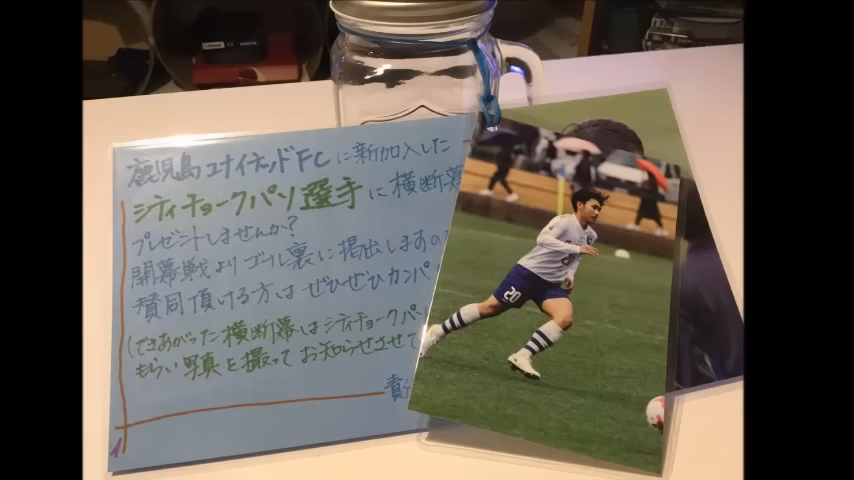 鹿児島ユナイテッドFCに新加入した
シティチョークパソ選手に横断幕
プレゼントしませんか?
開幕戦よりゴール裏に掲出しますの
賛同頂ける方はぜひぜひカンパ
(できあがった横断幕はシティチョークパソ
もらい写真を撮ってお知らせさせて
責
20